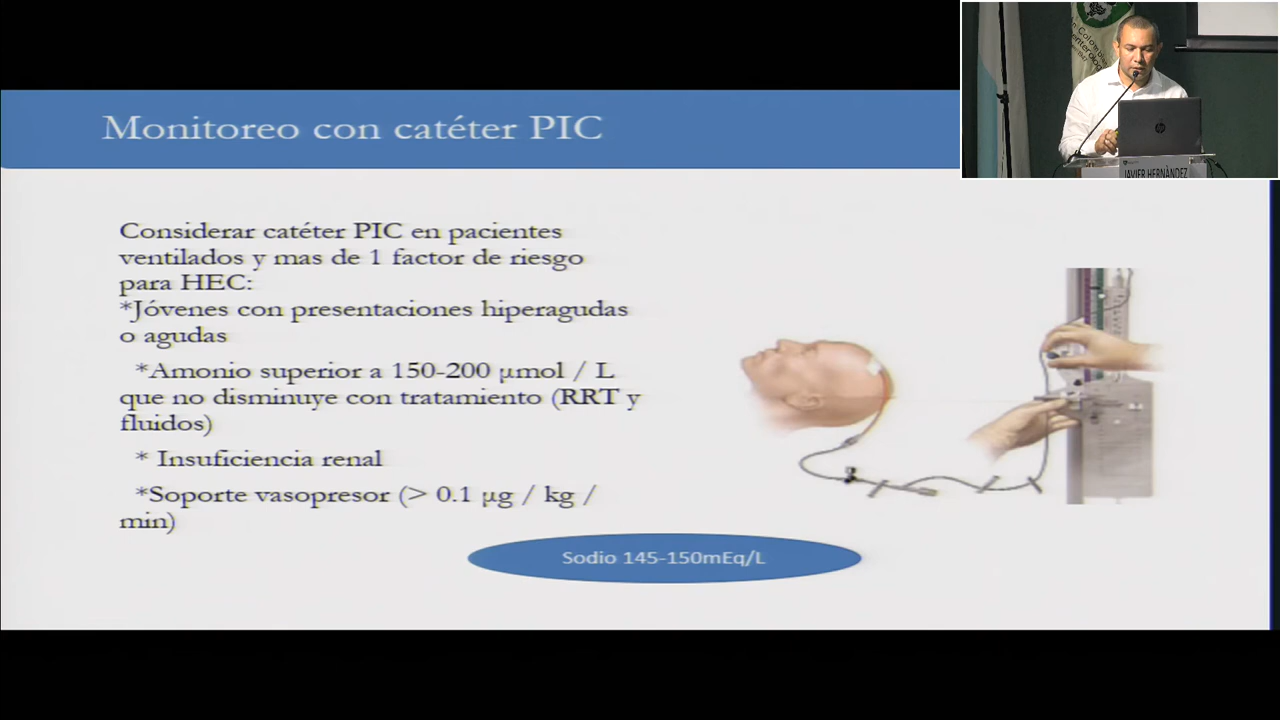 Monitoreo con catéter PIC
Considerar catéter PIC en pacientes
ventilados y mas de 1 factor de riesgo
para HEC:
*Jóvenes con presentaciones hiperagudas
o agudas
*Amonio superior a 150-200 µmol / L
que no disminuye con tratamiento (RRT y
fluidos)
* Insuficiencia renal
*Soporte vasopresor (> 0.1 µg / kg /
min)
Sodio 145-150mEq/L
hp
JAVIER HERNÀNDEZ